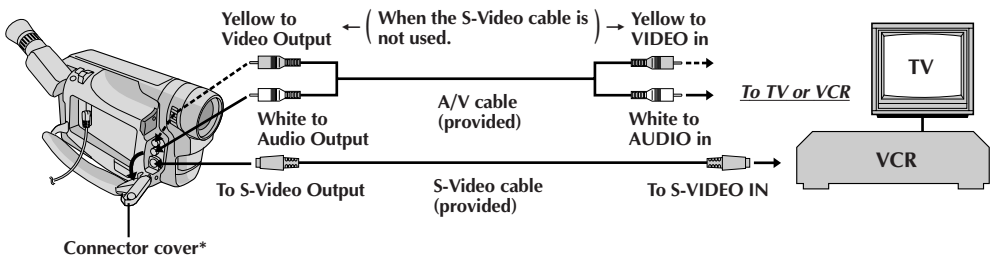 Yellow to
Video Output
When the S-Video cable is
not used.
Yellow to
VIDEO in
A/V cable
(provided)
White to
Audio Output
White to
AUDIO in
To TV or VCR
TV
VCR
To S-Video Output
S-Video cable
(provided)
To S-VIDEO IN
Connector cover*